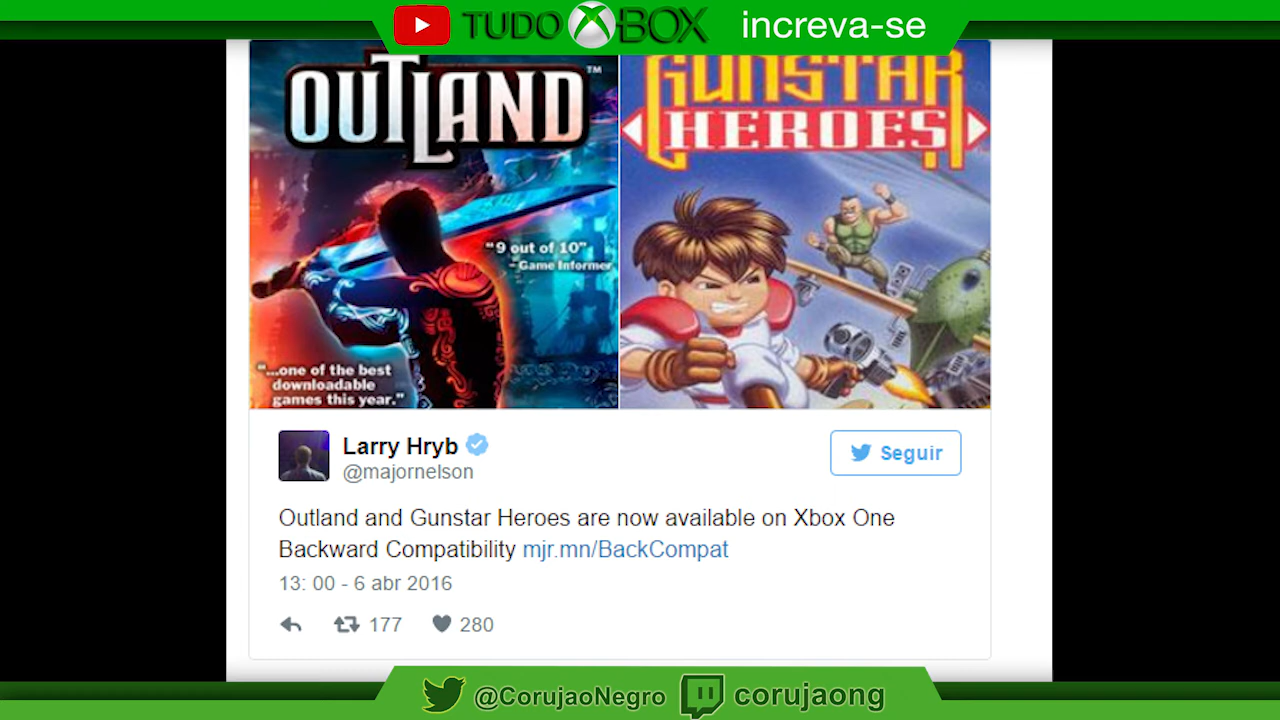 TUDO XBOX increva-se
OUTLAND™
"9 out of 10"
- Game Informer
"...one of the best
downloadable
games this year."
GUNSTAR
HEROES
Larry Hryb
@majornelson
Seguir
Outland and Gunstar Heroes are now available on Xbox One
Backward Compatibility mjr.mn/BackCompat
13: 00 - 6 abr 2016
177 280
@CorujaoNegro corujaong